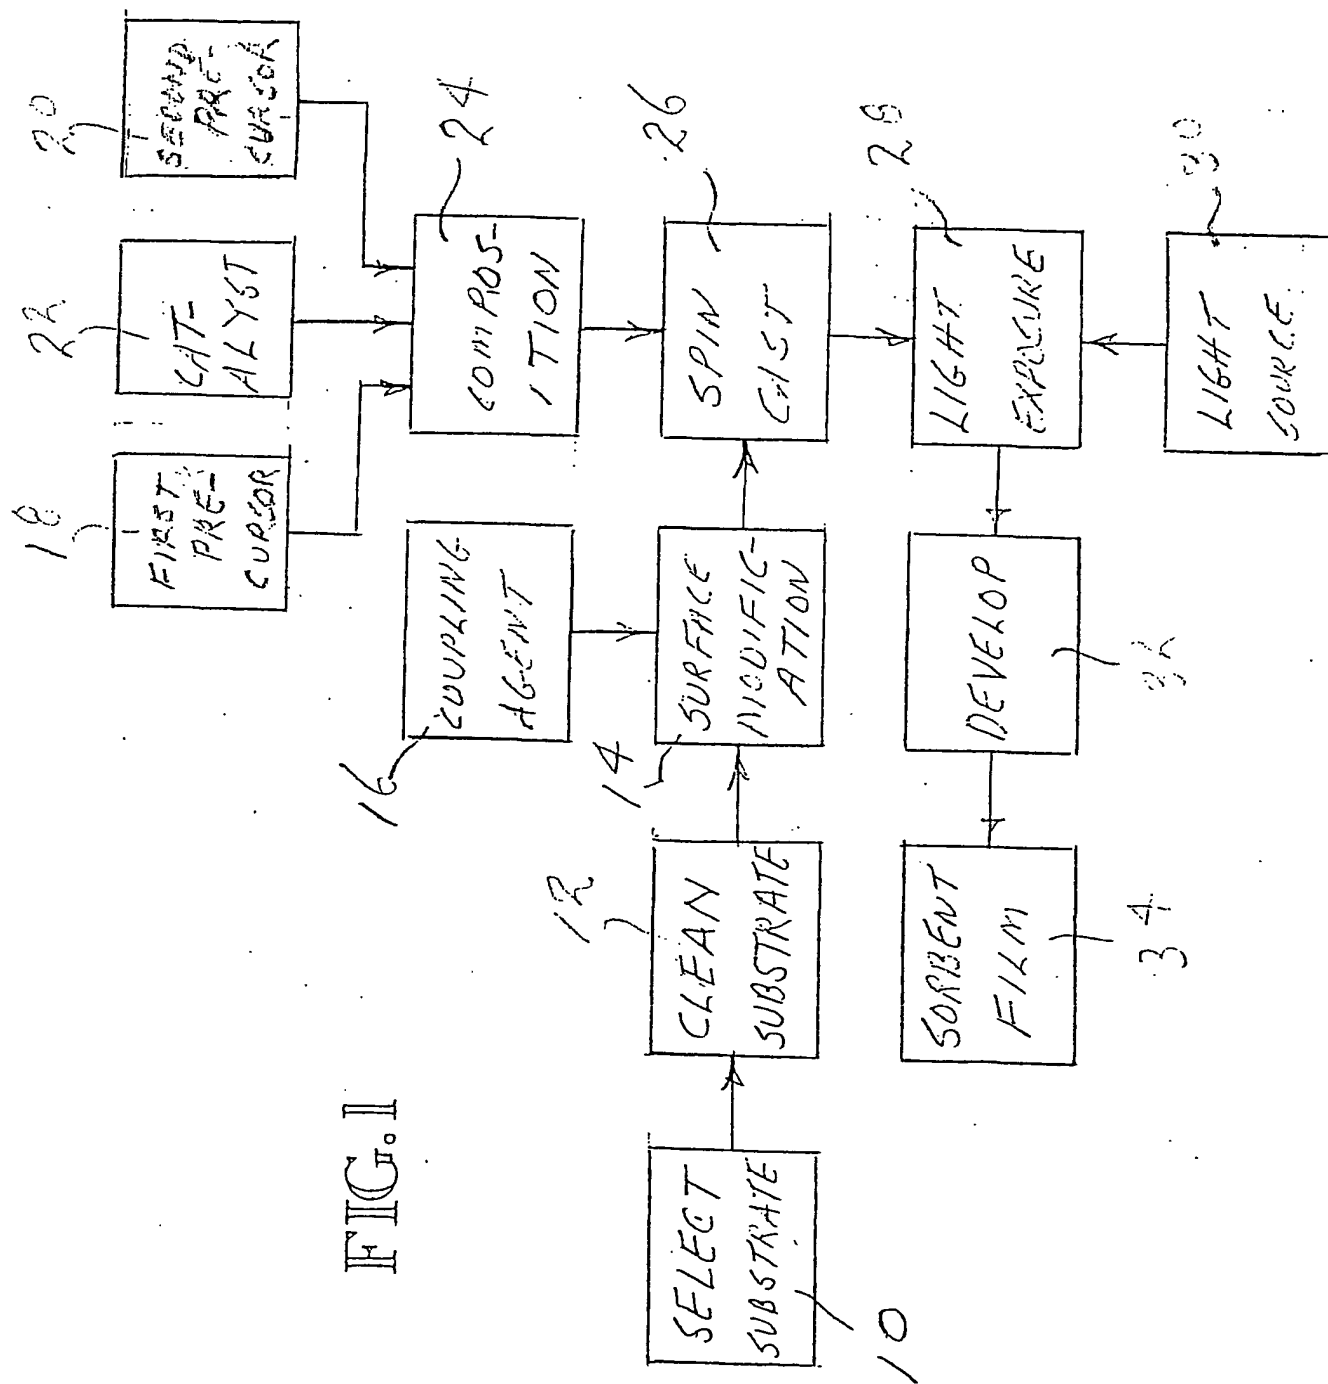 FIG.1
10
SELECT
SUBSTRATE
12
CLEAN
SUBSTRATE
14
SURFACE
MODIFIC-
ATION
16
COUPLING
AGENT
18
FIRST
PRE-
CURSOR
22
CAT-
ALYST
20
SECOND
PRE-
CURSOR
24
COMPOS-
ITION
26
SPIN
CAST
28
LIGHT
EXPOSURE
30
LIGHT
SOURCE
32
DEVELOP
34
SORBENT
FILM